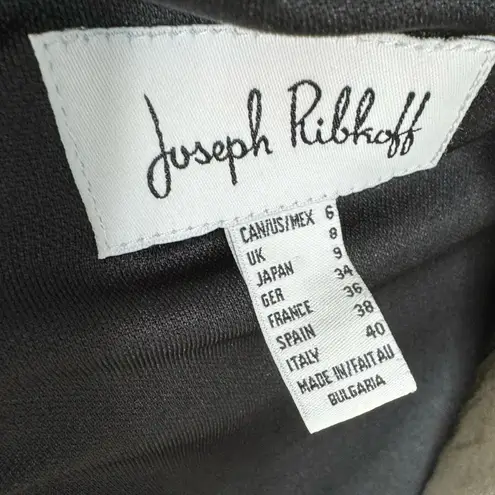 Joseph Ribkoff
CAN/US/MEX 6
UK 8
JAPAN 9
GER 34
FRANCE 36
SPAIN 38
ITALY 40
MADE IN/FAIT AU
BULGARIA